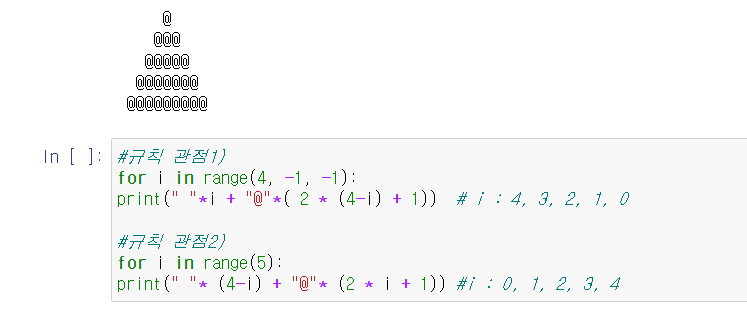 @
@@@
@@@@@
@@@@@@@
@@@@@@@@@
In [ ]: #규칙 관점1)
for i in range(4, -1, -1):
print(" "*i + "@"*( 2 * (4-i) + 1))  # i : 4, 3, 2, 1, 0
#규칙 관점2)
for i in range(5):
print(" "* (4-i) + "@"* (2 * i + 1)) #i : 0, 1, 2, 3, 4